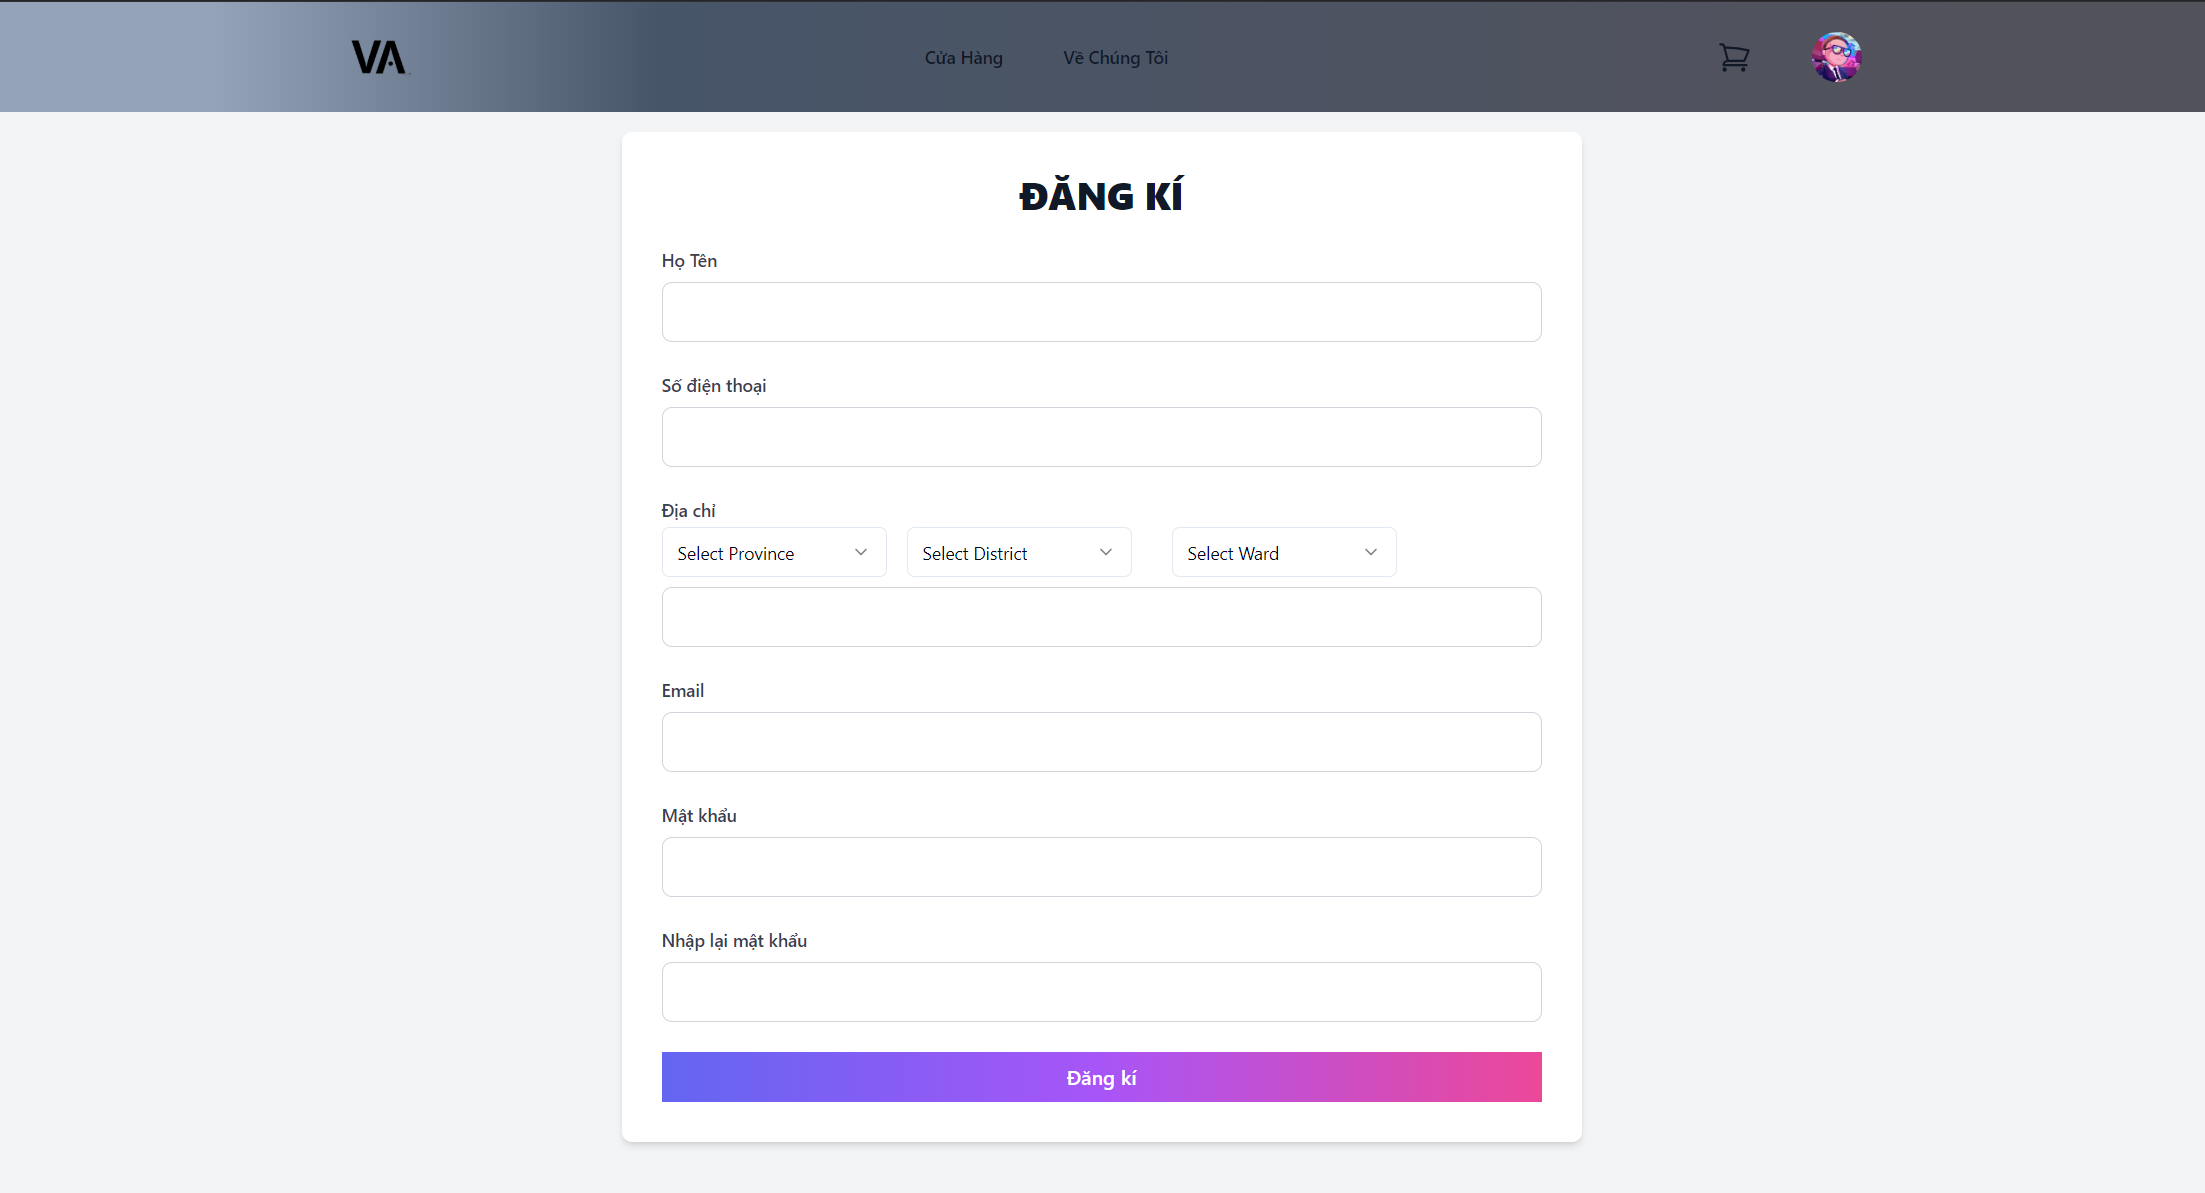 VA
Cửa Hàng
Về Chúng Tôi
ĐĂNG KÍ
Họ Tên
Số điện thoại
Địa chỉ
Select Province
Select District
Select Ward
Email
Mật khẩu
Nhập lại mật khẩu
Đăng kí